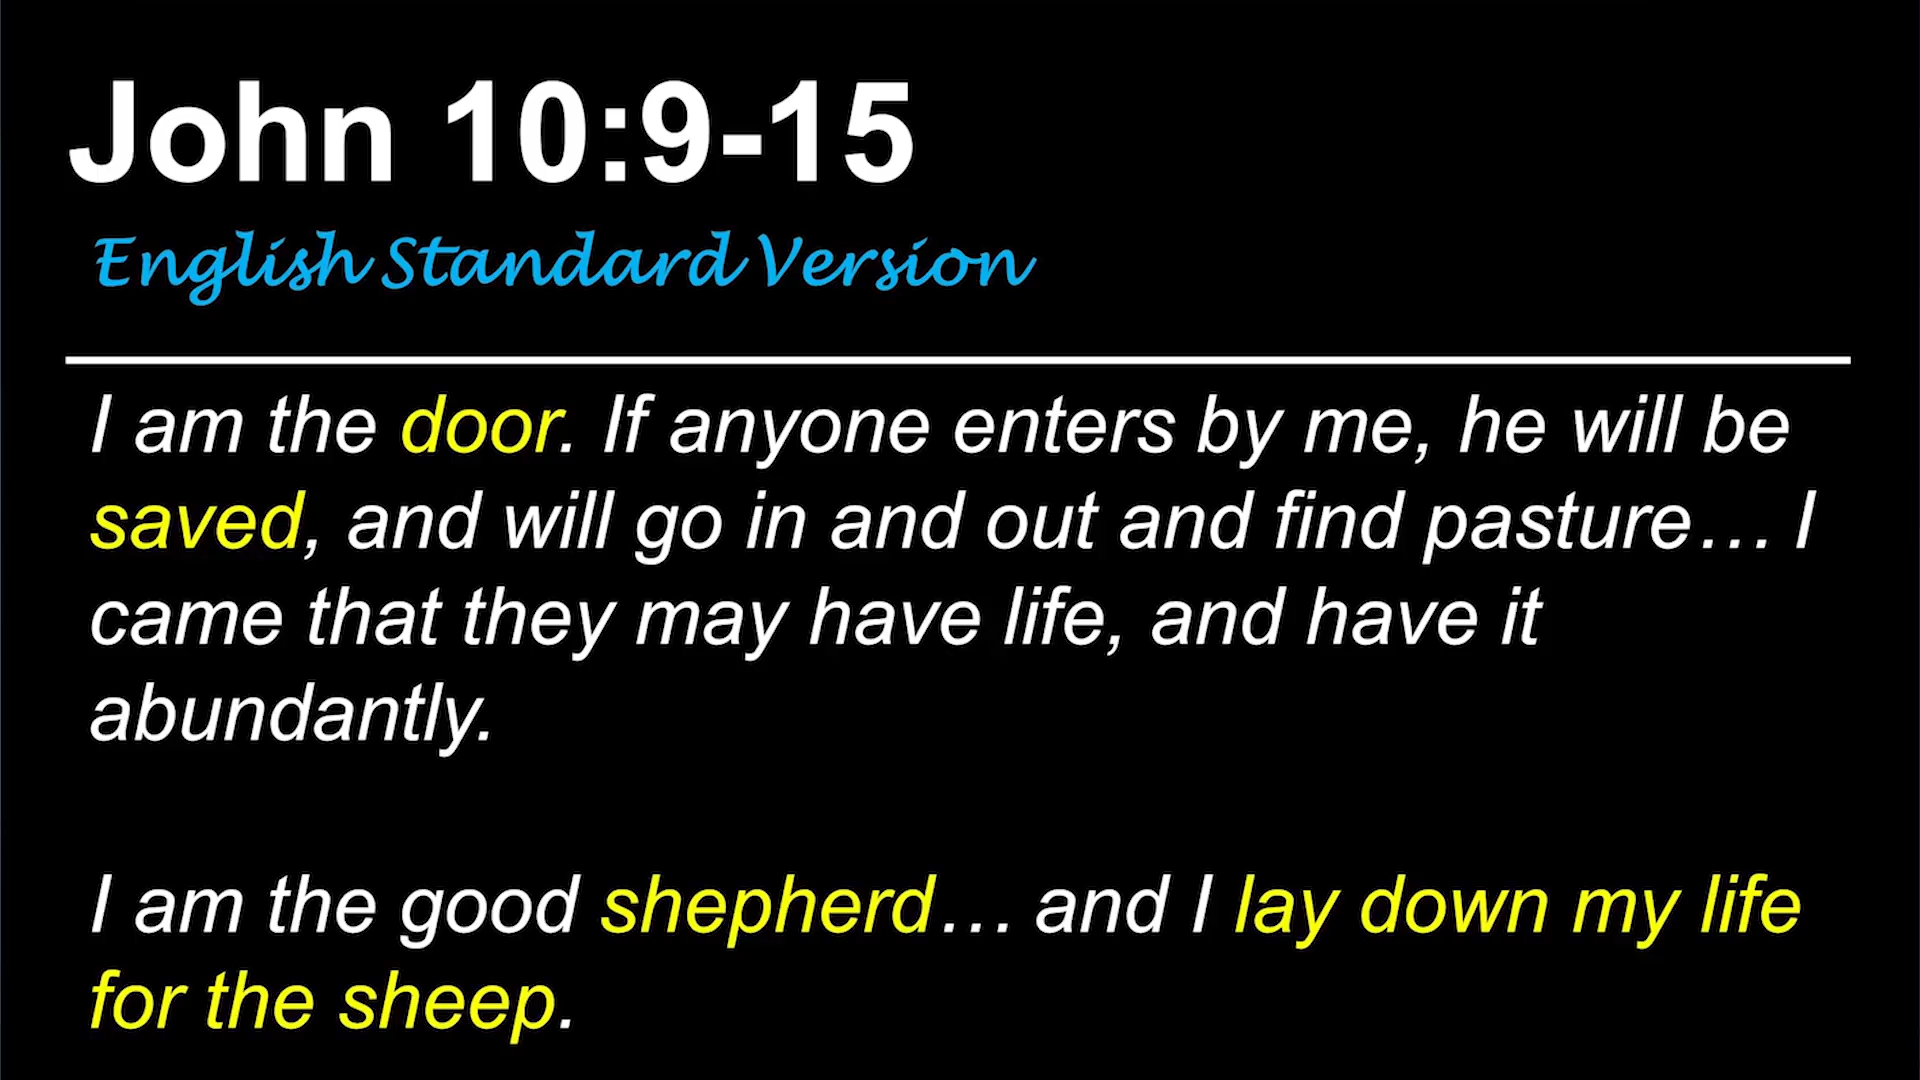 John 10:9-15
English Standard Version
I am the door. If anyone enters by me, he will be
saved, and will go in and out and find pasture… I
came that they may have life, and have it
abundantly.
I am the good shepherd… and I lay down my life
for the sheep.